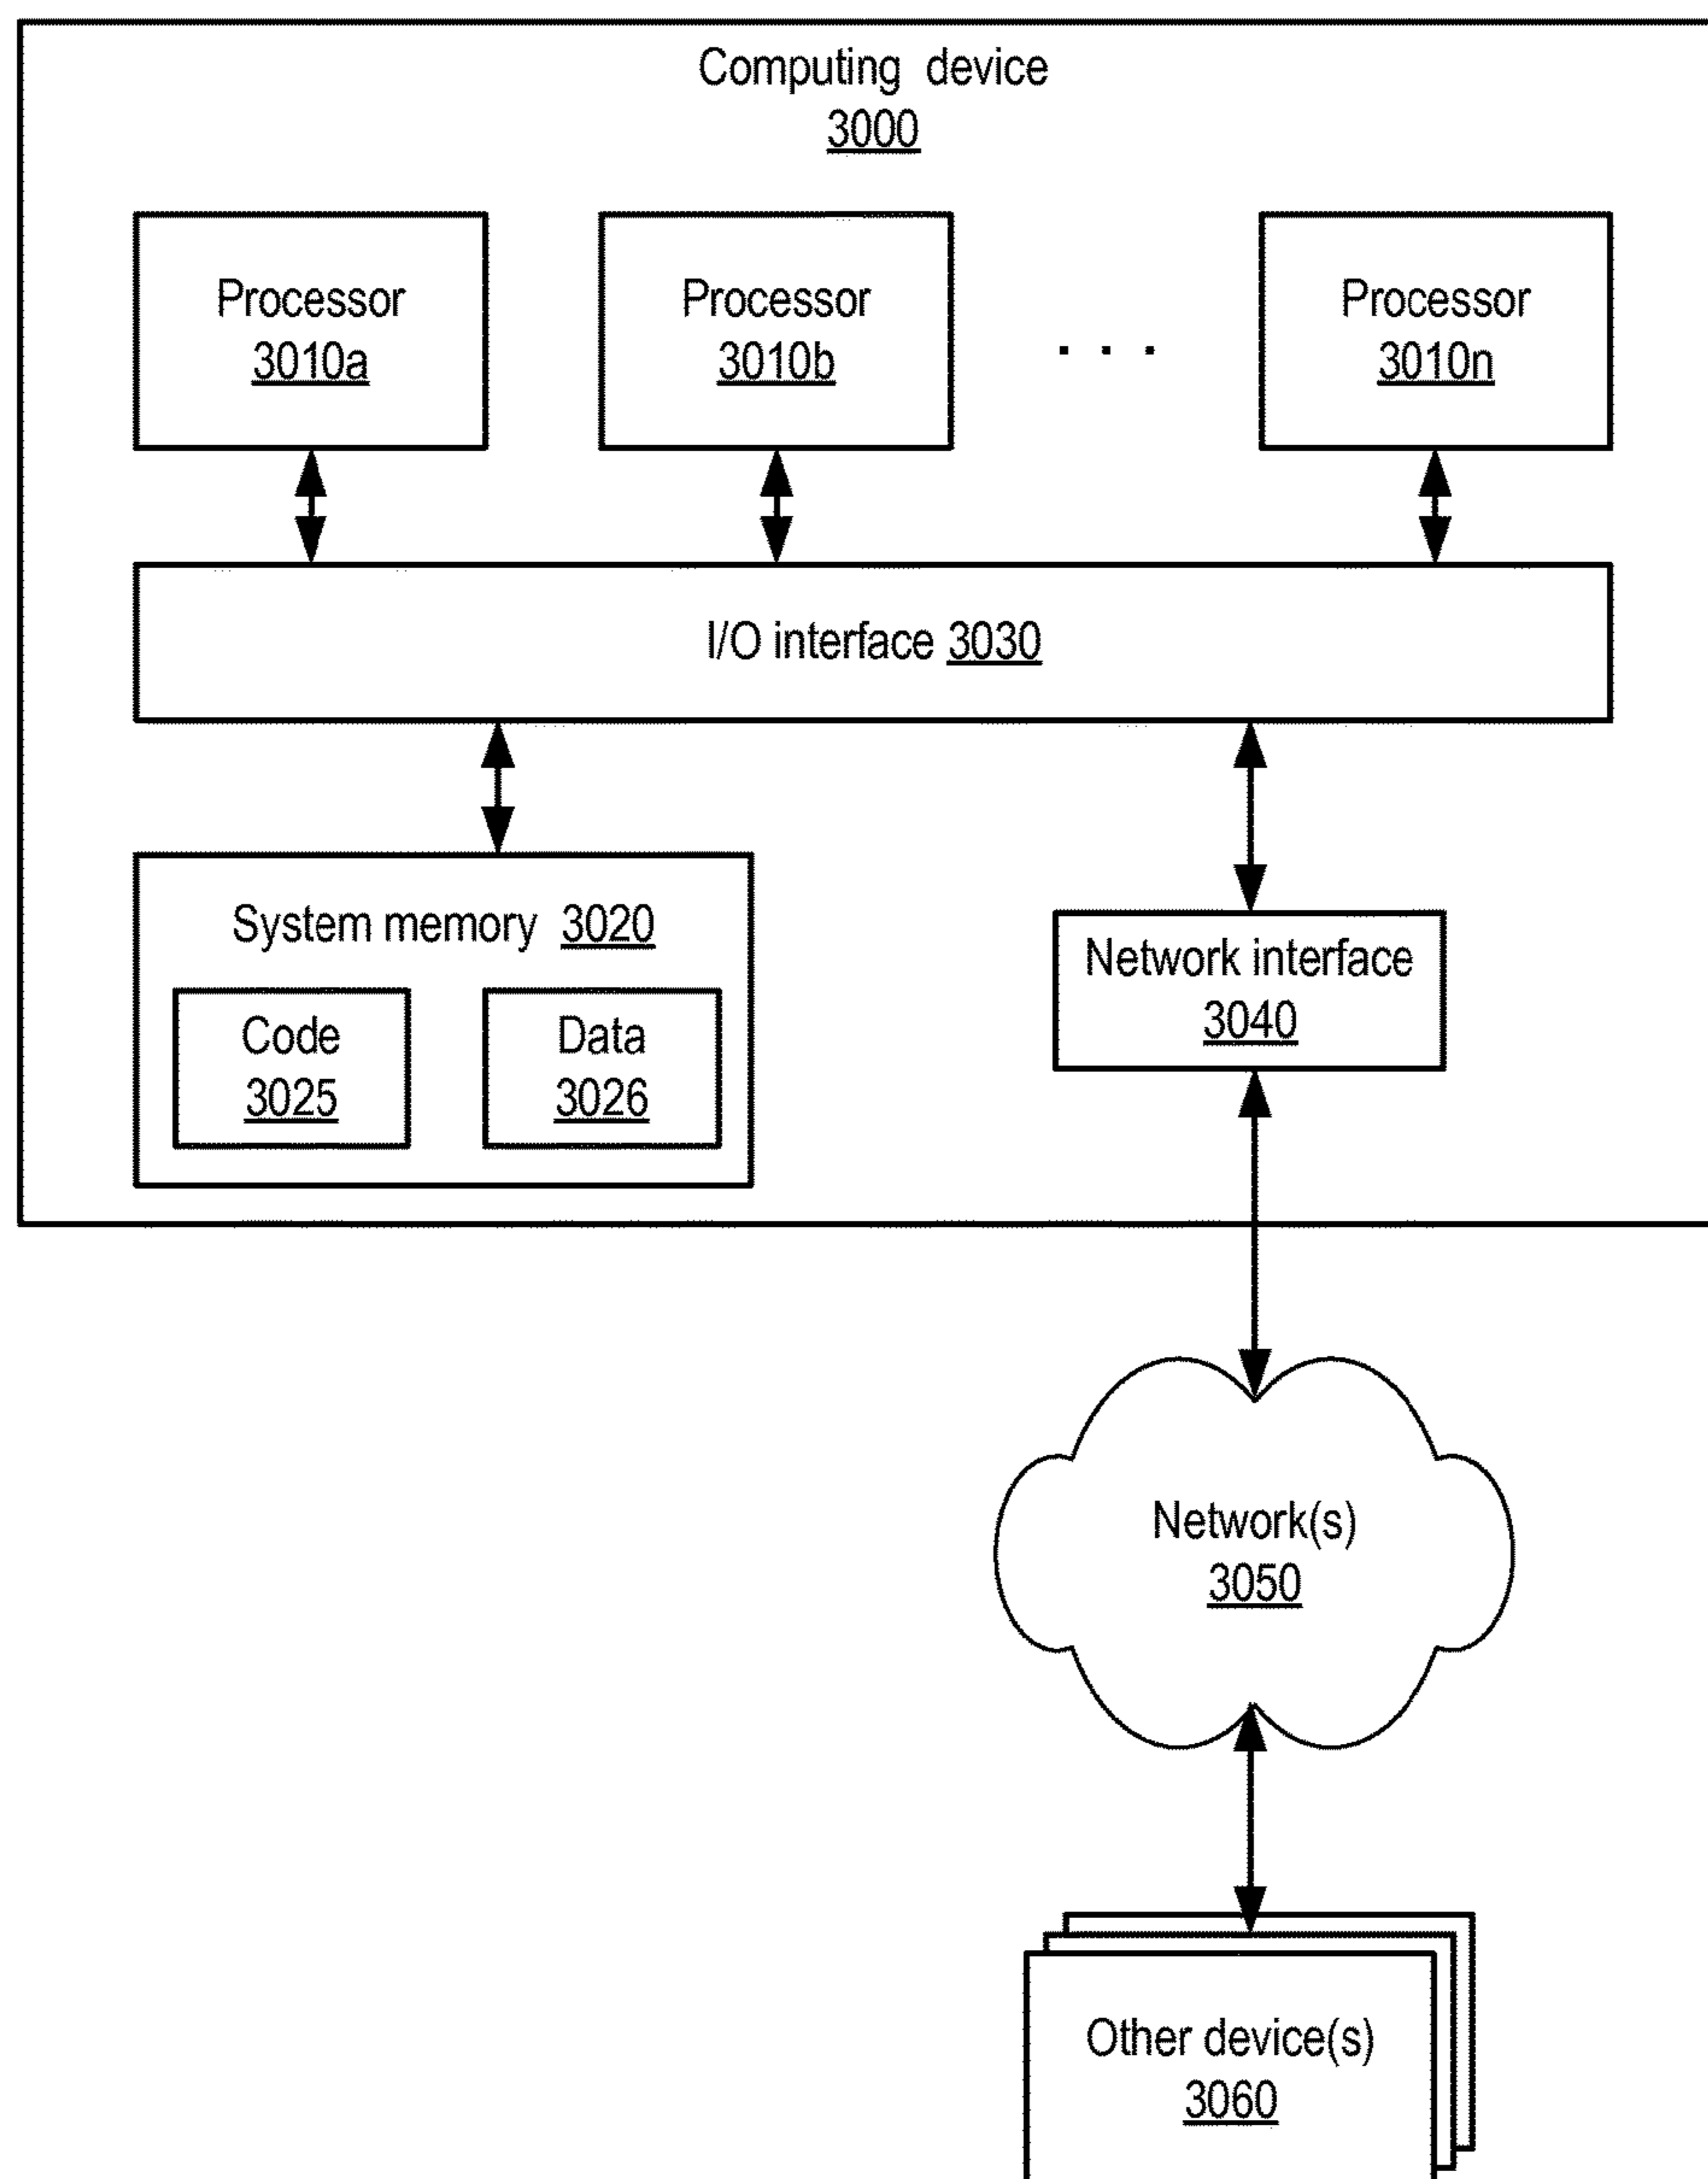 Computing device
3000
Processor
3010a
Processor
3010b
. . .
Processor
3010n
I/O interface 3030
System memory 3020
Code
3025
Data
3026
Network interface
3040
Network(s)
3050
Other device(s)
3060